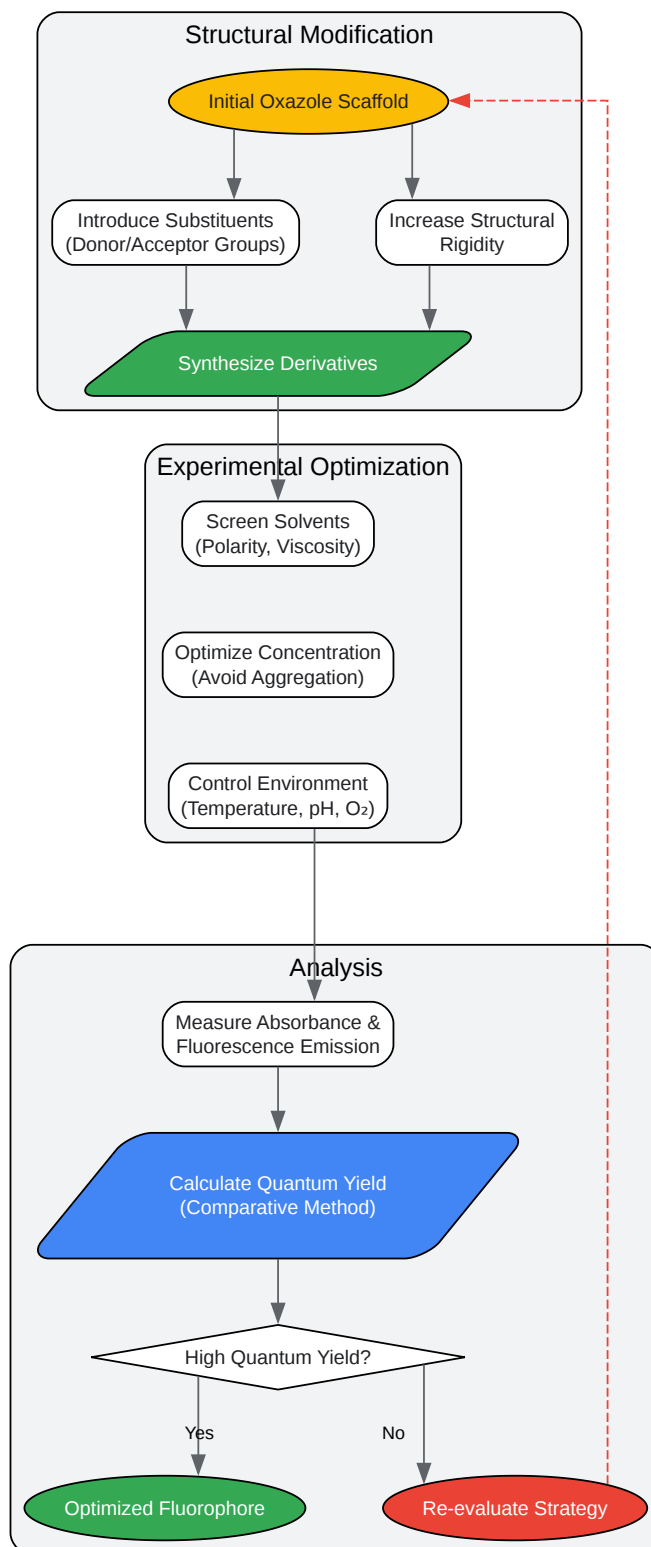 Structural Modification
Initial Oxazole Scaffold
Introduce Substituents
(Donor/Acceptor Groups)
Increase Structural
Rigidity
Synthesize Derivatives
Experimental Optimization
Screen Solvents
(Polarity, Viscosity)
Optimize Concentration
(Avoid Aggregation)
Control Environment
(Temperature, pH, O₂)
Analysis
Measure Absorbance &
Fluorescence Emission
Calculate Quantum Yield
(Comparative Method)
High Quantum Yield?
Yes
No
Optimized Fluorophore
Re-evaluate Strategy